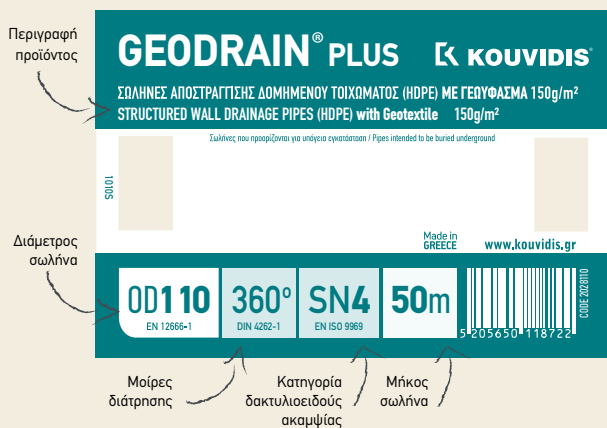 Περιγραφή
προϊόντος
GEODRAIN® PLUS
KOUVIDIS®
ΣΩΛΗΝΕΣ ΑΠΟΣΤΡΑΓΓΙΣΗΣ ΔΟΜΗΜΕΝΟΥ ΤΟΙΧΩΜΑΤΟΣ (HDPE) ΜΕ ΓΕΩΥΦΑΣΜΑ 150g/m²
STRUCTURED WALL DRAINAGE PIPES (HDPE) with Geotextile 150g/m²
Σωλήνες που προορίζονται για υπόγεια εγκατάσταση / Pipes intended to be buried underground
1010S
Made in
GREECE
www.kouvidis.gr
Διάμετρος
σωλήνα
OD110
EN 12666-1
360°
DIN 4262-1
SN4
EN ISO 9969
50m
5 205650 118722
CODE 2028110
Μοίρες
διάτρησης
Κατηγορία
δακτυλιοειδούς
ακαμψίας
Μήκος
σωλήνα